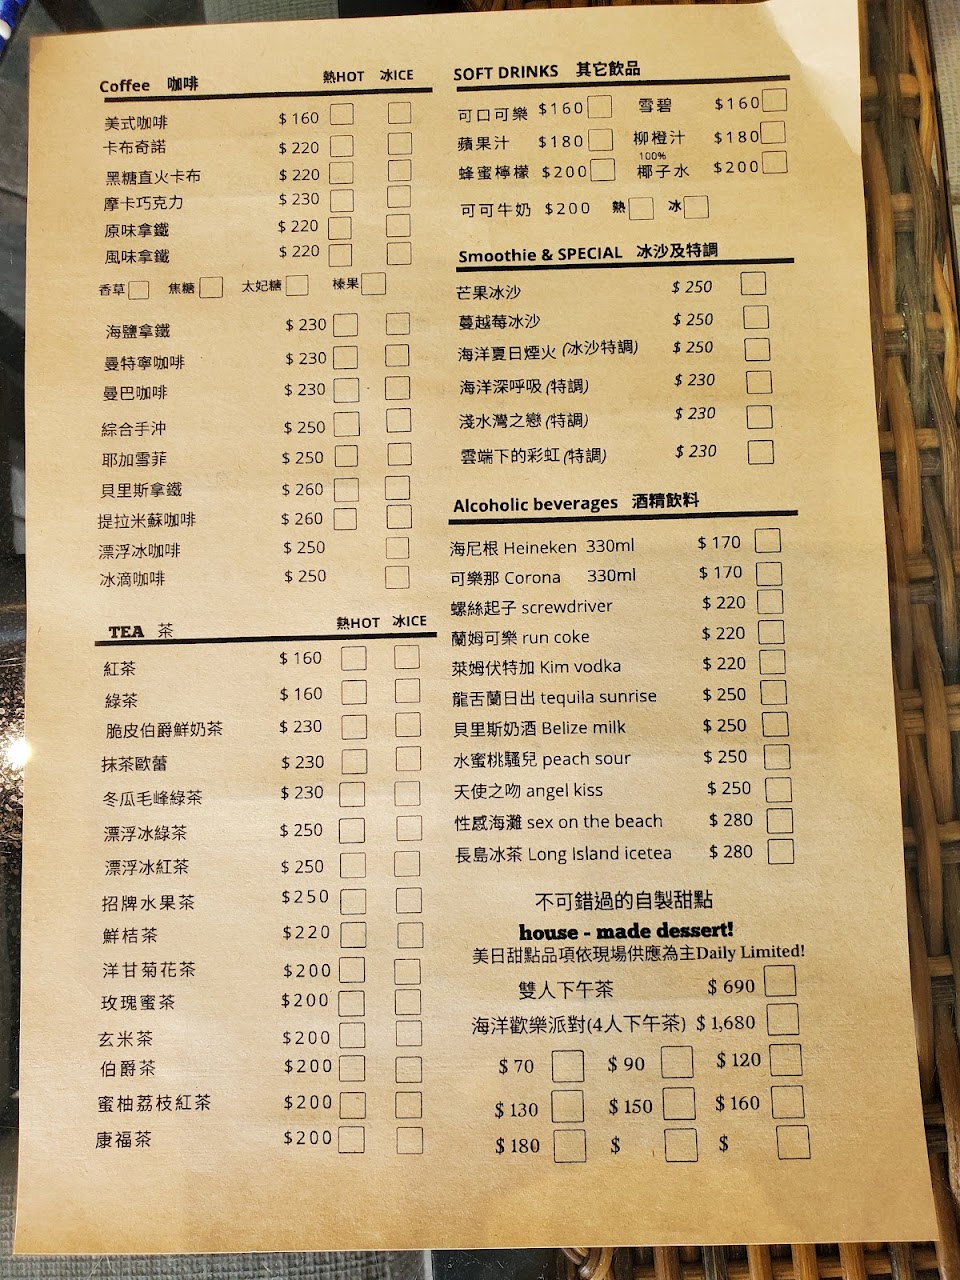 Coffee 咖啡 熱HOT 冰ICE
美式咖啡 $ 160
卡布奇諾 $ 220
黑糖直火卡布 $ 220
摩卡巧克力 $ 230
原味拿鐵 $ 220
風味拿鐵 $ 220
香草 焦糖 太妃糖 榛果
海鹽拿鐵 $ 230
曼特寧咖啡 $ 230
曼巴咖啡 $ 230
綜合手沖 $ 250
耶加雪菲 $ 250
貝里斯拿鐵 $ 260
提拉米蘇咖啡 $ 260
漂浮冰咖啡 $ 250
冰滴咖啡 $ 250
TEA 茶 熱HOT 冰ICE
紅茶 $ 160
綠茶 $ 160
脆皮伯爵鮮奶茶 $ 230
抹茶歐蕾 $ 230
冬瓜毛峰綠茶 $ 230
漂浮冰綠茶 $ 250
漂浮冰紅茶 $ 250
招牌水果茶 $250
鮮桔茶 $220
洋甘菊花茶 $200
玫瑰蜜茶 $200
玄米茶 $200
伯爵茶 $200
蜜柚荔枝紅茶 $200
康福茶 $200
SOFT DRINKS 其它飲品
可口可樂 $160 雪碧 $160
蘋果汁 $180 柳橙汁 $180
100%
蜂蜜檸檬 $200 椰子水 $200
可可牛奶 $200 熱 冰
Smoothie & SPECIAL 冰沙及特調
芒果冰沙 $ 250
蔓越莓冰沙 $ 250
海洋夏日煙火 (冰沙特調) $ 250
海洋深呼吸 (特調) $ 230
淺水灣之戀 (特調) $ 230
雲端下的彩虹 (特調) $ 230
Alcoholic beverages 酒精飲料
海尼根 Heineken 330ml $ 170
可樂那 Corona 330ml $ 170
螺絲起子 screwdriver $ 220
蘭姆可樂 run coke $ 220
萊姆伏特加 Kim vodka $ 220
龍舌蘭日出 tequila sunrise $ 250
貝里斯奶酒 Belize milk $ 250
水蜜桃騷兒 peach sour $ 250
天使之吻 angel kiss $ 250
性感海灘 sex on the beach $ 280
長島冰茶 Long Island icetea $ 280
不可錯過的自製甜點
house - made dessert!
美日甜點品項依現場供應為主Daily Limited!
雙人下午茶 $ 690
海洋歡樂派對(4人下午茶) $ 1,680
$ 70 $ 90 $ 120
$ 130 $ 150 $ 160
$ 180 $ $